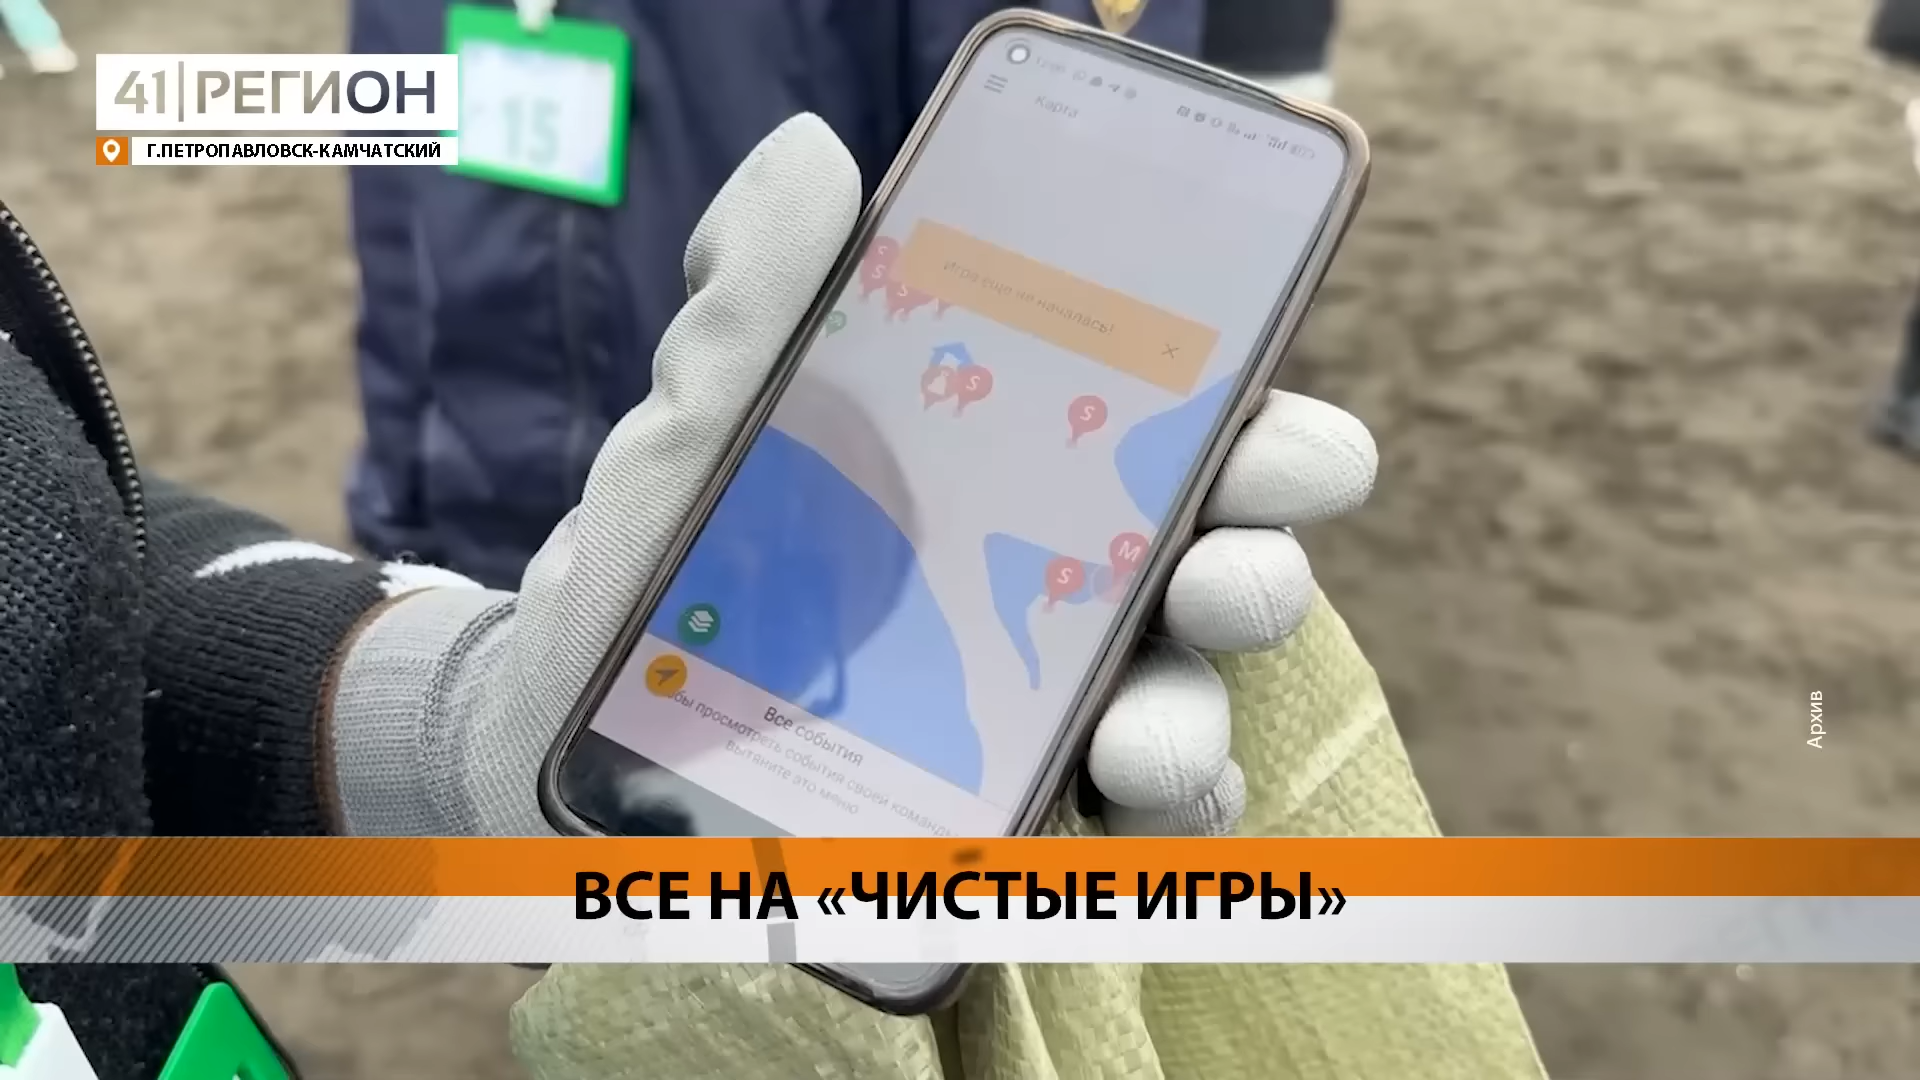 41|РЕГИОН
Г.ПЕТРОПАВЛОВСК-КАМЧАТСКИЙ
15
Карта
Игра еще не началась!
S
S
S
S
S
S
M
Все события
бы просмотреть события своей команды
вытяните это меню
Архив
ВСЕ НА «ЧИСТЫЕ ИГРЫ»